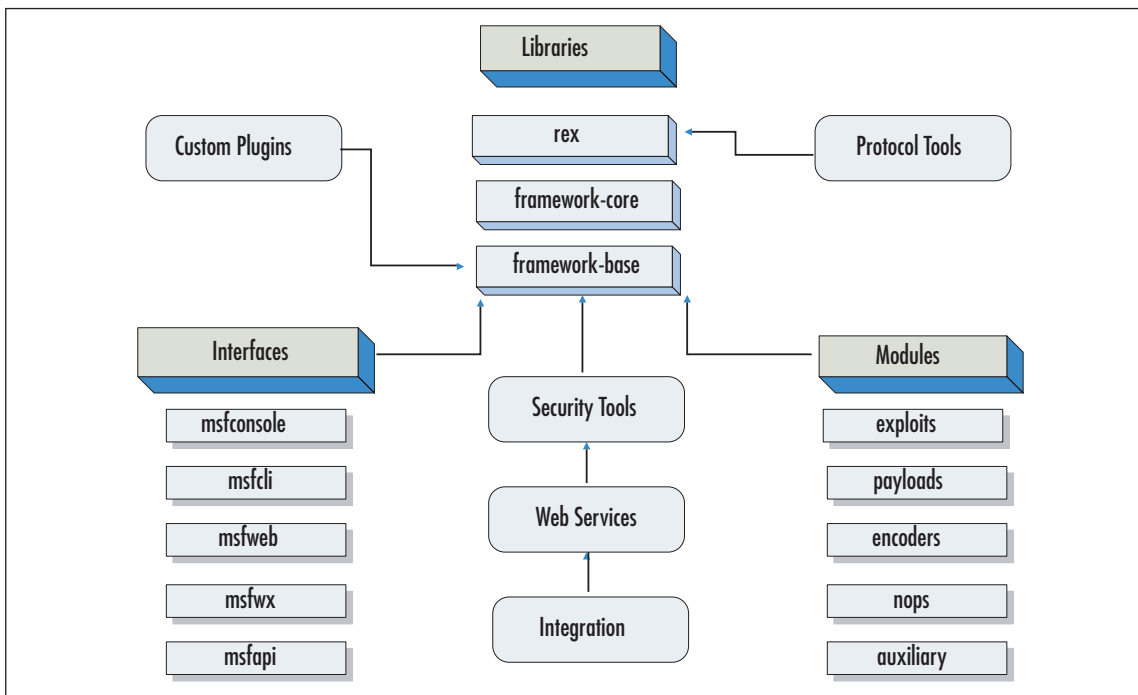 Libraries
Custom Plugins
rex
Protocol Tools
framework-core
framework-base
Interfaces
Modules
msfconsole
Security Tools
exploits
msfcli
payloads
msfweb
Web Services
encoders
msfwx
Integration
nops
msfapi
auxiliary